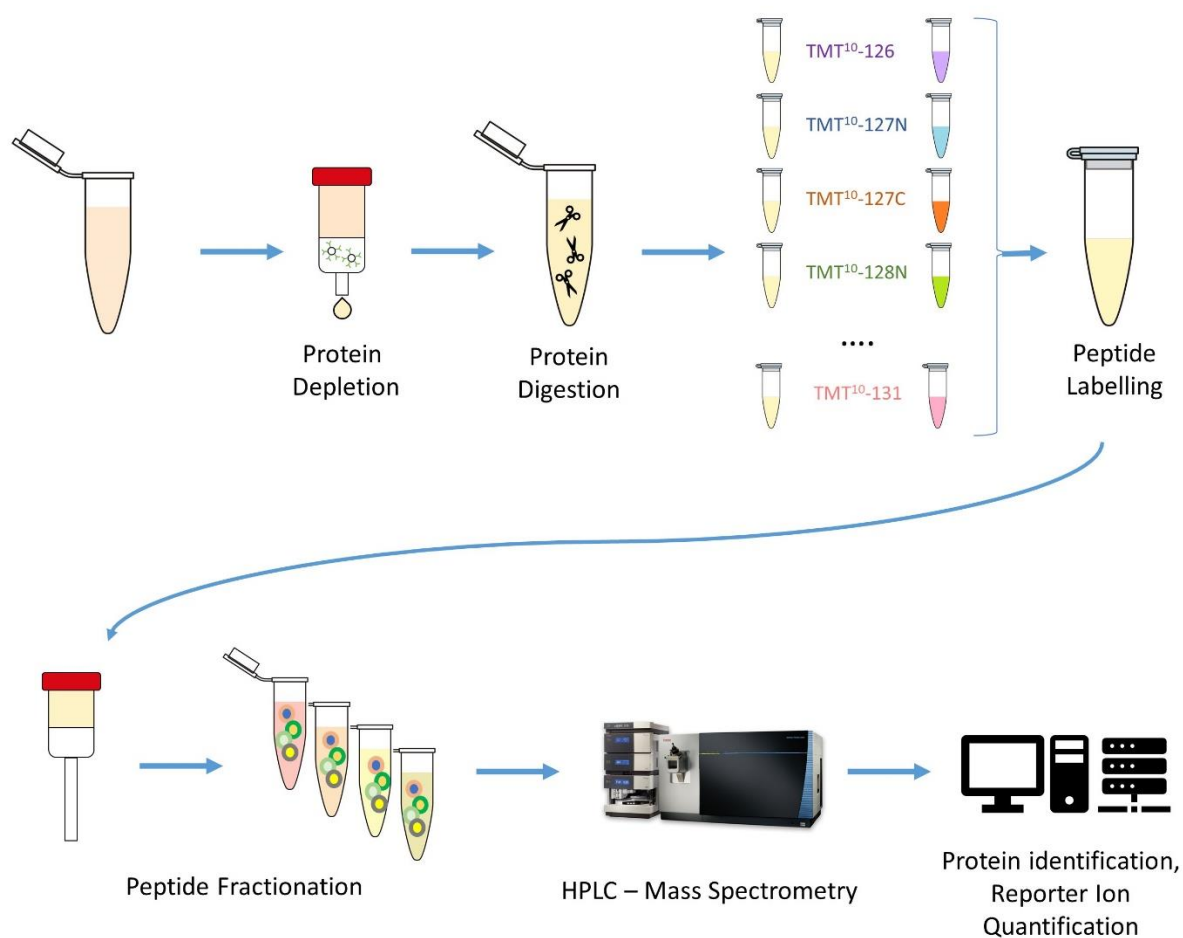 TMT¹⁰-126
TMT¹⁰-127N
TMT¹⁰-127C
TMT¹⁰-128N
....
TMT¹⁰-131
Protein
Depletion
Protein
Digestion
Peptide
Labelling
Peptide Fractionation
HPLC – Mass Spectrometry
Protein identification,
Reporter Ion
Quantification